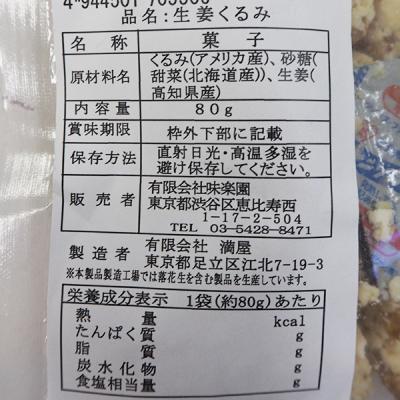 品名:生姜くるみ
名称 菓子
原材料名 くるみ(アメリカ産)、砂糖(
甜菜(北海道産))、生姜(
高知県産)
内容量 80g
賞味期限 枠外下部に記載
保存方法 直射日光・高温多湿を
避け保存してください。
販売者 有限会社味楽園
東京都渋谷区恵比寿西
1-17-2-504
TEL 03-5428-8471
製造者 有限会社 満屋
東京都足立区江北7-19-3
※本製品製造工場では落花生を含む製品を生産しています。
栄養成分表示 1袋(約80g)あたり
熱量 kcal
たんぱく質 g
脂質 g
炭水化物 g
食塩相当量 g